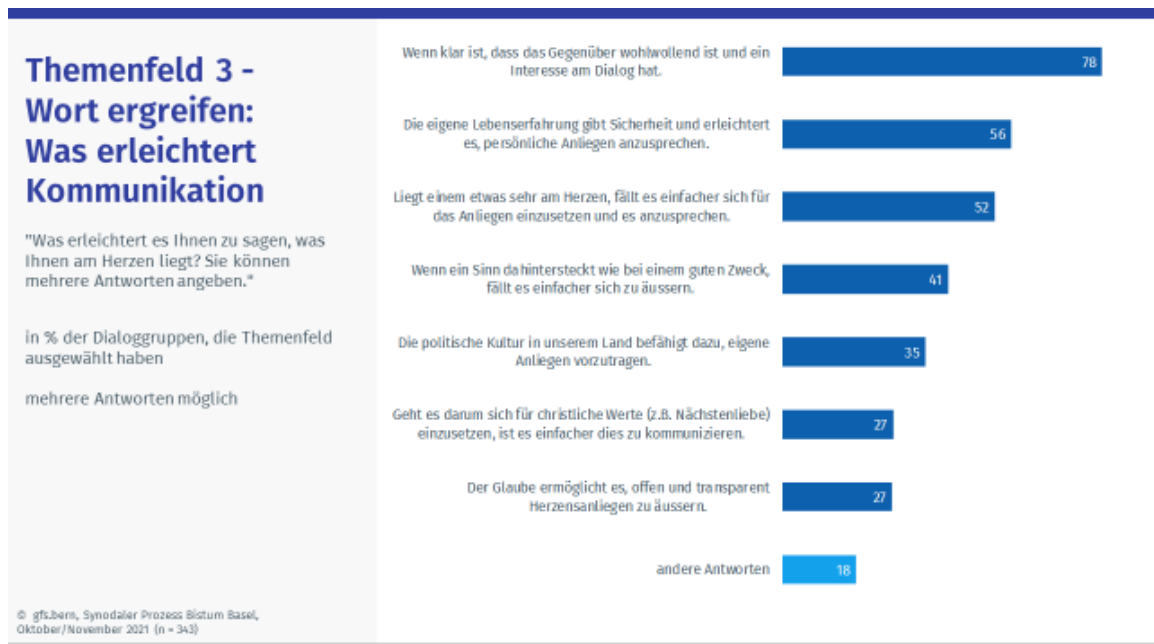 Themenfeld 3 -
Wort ergreifen:
Was erleichtert
Kommunikation
"Was erleichtert es Ihnen zu sagen, was
Ihnen am Herzen liegt? Sie können
mehrere Antworten angeben."
in % der Dialoggruppen, die Themenfeld
ausgewählt haben
mehrere Antworten möglich
Wenn klar ist, dass das Gegenüber wohlwollend ist und ein
Interesse am Dialog hat.
78
Die eigene Lebenserfahrung gibt Sicherheit und erleichtert
es, persönliche Anliegen anzusprechen.
56
Liegt einem etwas sehr am Herzen, fällt es einfacher sich für
das Anliegen einzusetzen und es anzusprechen.
52
Wenn ein Sinn dahintersteckt wie bei einem guten Zweck,
fällt es einfacher sich zu äussern.
41
Die politische Kultur in unserem Land befähigt dazu, eigene
Anliegen vorzutragen.
35
Geht es darum sich für christliche Werte (z.B. Nächstenliebe)
einzusetzen, ist es einfacher dies zu kommunizieren.
27
Der Glaube ermöglicht es, offen und transparent
Herzensanliegen zu äussern.
27
andere Antworten
18
© gfs.bern, Synodaler Prozess Bistum Basel,
Oktober/November 2021 (n = 343)